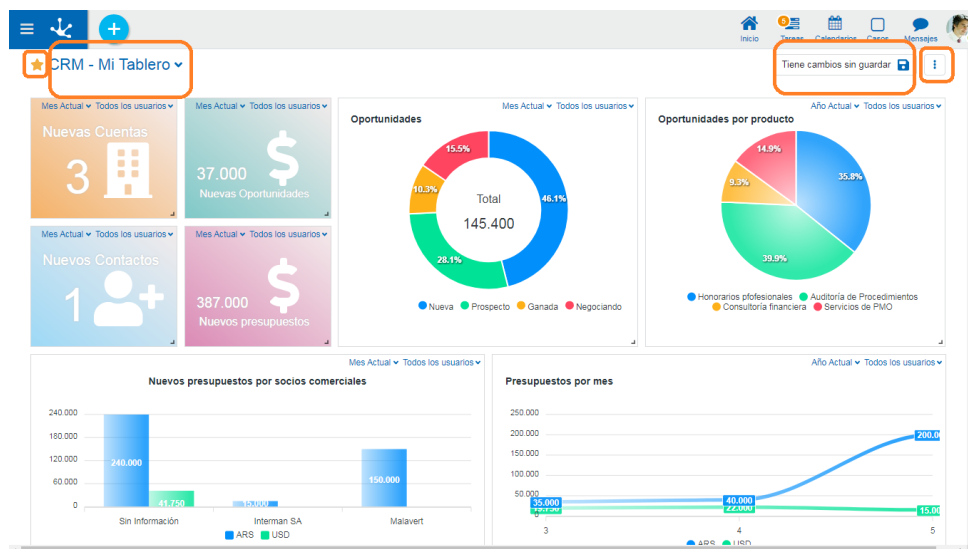 5
Inicio Tareas Calendarios Casos Mensajes
CRM - Mi Tablero
Tiene cambios sin guardar
Mes Actual Todos los usuarios
Nuevas Cuentas
3
Mes Actual Todos los usuarios
37.000
Nuevas Oportunidades
Mes Actual Todos los usuarios
Oportunidades
15.5%
10.3%
46.1%
28.1%
Total
145.400
Nueva Prospecto Ganada Negociando
Año Actual Todos los usuarios
Oportunidades por producto
14.9%
35.8%
9.3%
39.9%
Honorarios pfofesionales Auditoría de Procedimientos
Consultoría financiera Servicios de PMO
Mes Actual Todos los usuarios
Nuevos Contactos
1
Mes Actual Todos los usuarios
387.000
Nuevos presupuestos
Mes Actual Todos los usuarios
Nuevos presupuestos por socios comerciales
240.000
180.000
120.000
60.000
0
240.000
41.750
15.000
150.000
Sin Información Interman SA Malavert
ARS USD
Año Actual Todos los usuarios
Presupuestos por mes
250.000
200.000
150.000
100.000
50.000
0
35.000
40.000
22.000
200.0
15.00
3 4 5
ARS USD